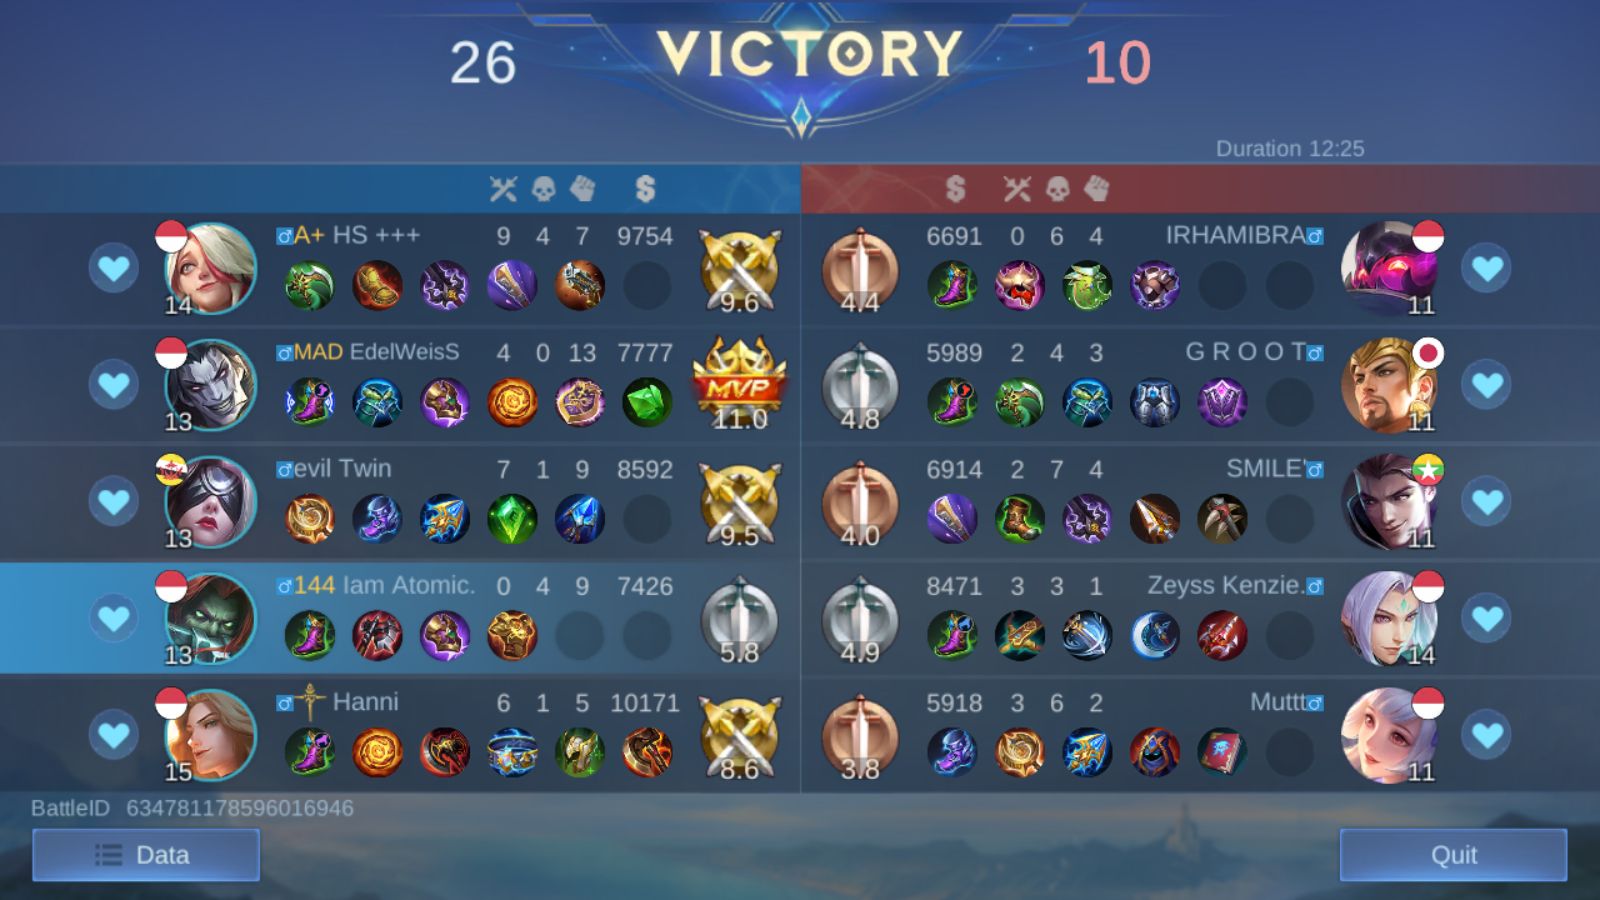 26 VICTORY 10
Duration 12:25
A+ HS +++ 9 4 7 9754
14 9.6
6691 0 6 4 IRHAMIBRA
4.4 11
MAD EdelWeisS 4 0 13 7777
13 MVP 11.0
5989 2 4 3 G R O O T
4.8 11
evil Twin 7 1 9 8592
13 9.5
6914 2 7 4 SMILE'
4.0 11
144 Iam Atomic. 0 4 9 7426
13 5.8
8471 3 3 1 Zeyss Kenzie.
4.9 14
Hanni 6 1 5 10171
15 8.6
5918 3 6 2 Muttt
3.8 11
BattleID 634781178596016946
Data
Quit